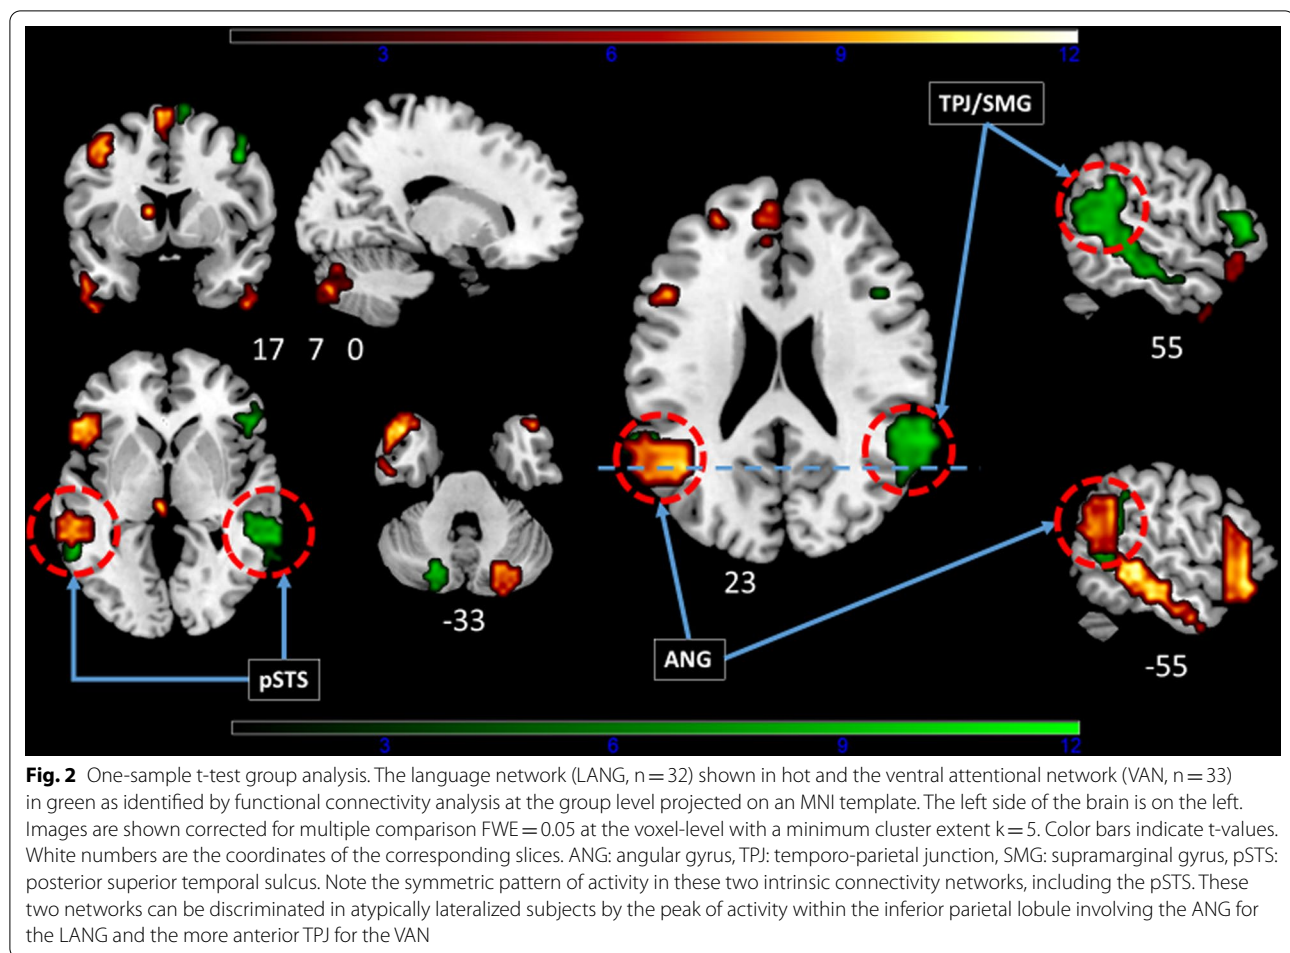 3 6 9 12
TPJ/SMG
17 7 0
55
-33
23
ANG
-55
pSTS
3 6 9 12
Fig. 2 One-sample t-test group analysis. The language network (LANG, n = 32) shown in hot and the ventral attentional network (VAN, n = 33)
in green as identified by functional connectivity analysis at the group level projected on an MNI template. The left side of the brain is on the left.
Images are shown corrected for multiple comparison FWE = 0.05 at the voxel-level with a minimum cluster extent k = 5. Color bars indicate t-values.
White numbers are the coordinates of the corresponding slices. ANG: angular gyrus, TPJ: temporo-parietal junction, SMG: supramarginal gyrus, pSTS:
posterior superior temporal sulcus. Note the symmetric pattern of activity in these two intrinsic connectivity networks, including the pSTS. These
two networks can be discriminated in atypically lateralized subjects by the peak of activity within the inferior parietal lobule involving the ANG for
the LANG and the more anterior TPJ for the VAN